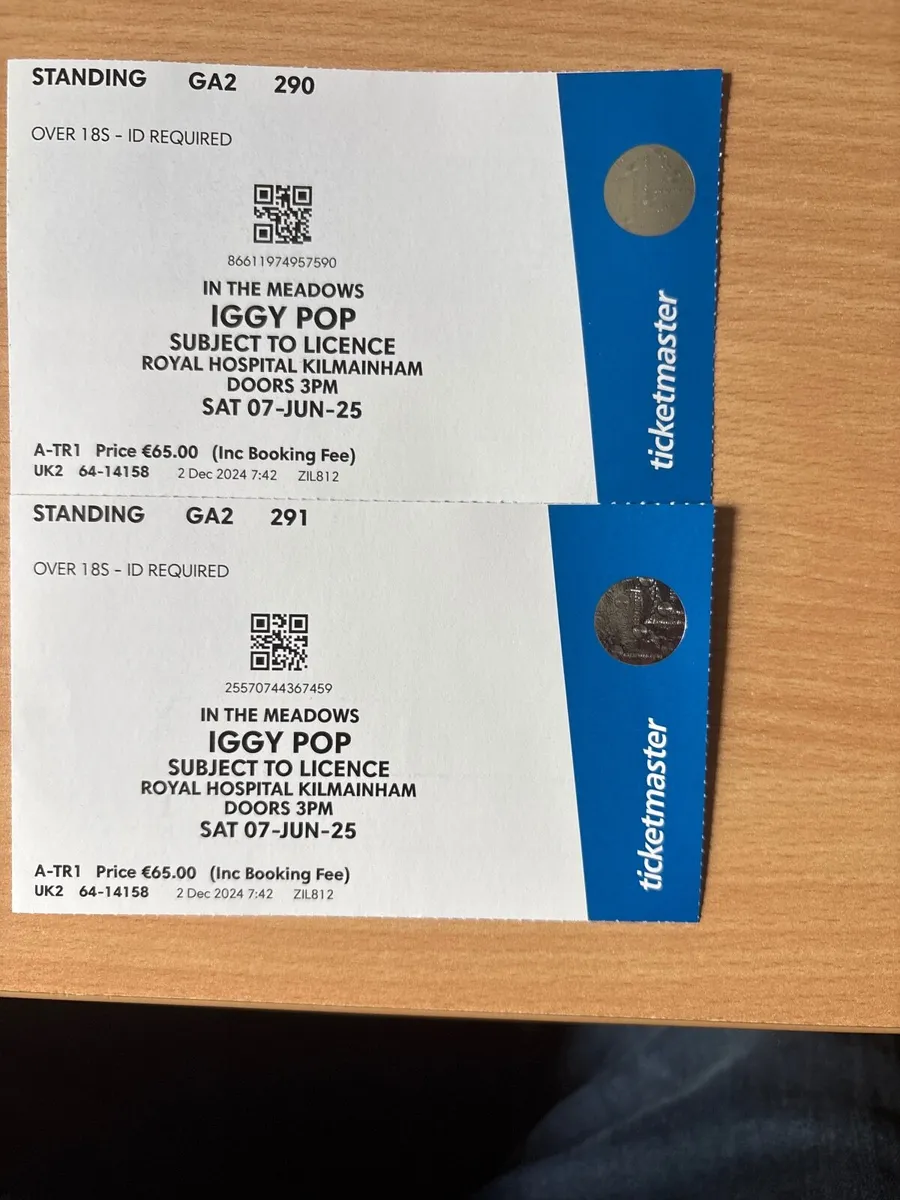 STANDING GA2 290
OVER 18S - ID REQUIRED
86611974957590
IN THE MEADOWS
IGGY POP
SUBJECT TO LICENCE
ROYAL HOSPITAL KILMAINHAM
DOORS 3PM
SAT 07-JUN-25
A-TR1 Price €65.00 (Inc Booking Fee)
UK2 64-14158 2 Dec 2024 7:42 ZIL812
ticketmaster
STANDING GA2 291
OVER 18S - ID REQUIRED
25570744367459
IN THE MEADOWS
IGGY POP
SUBJECT TO LICENCE
ROYAL HOSPITAL KILMAINHAM
DOORS 3PM
SAT 07-JUN-25
A-TR1 Price €65.00 (Inc Booking Fee)
UK2 64-14158 2 Dec 2024 7:42 ZIL812
ticketmaster